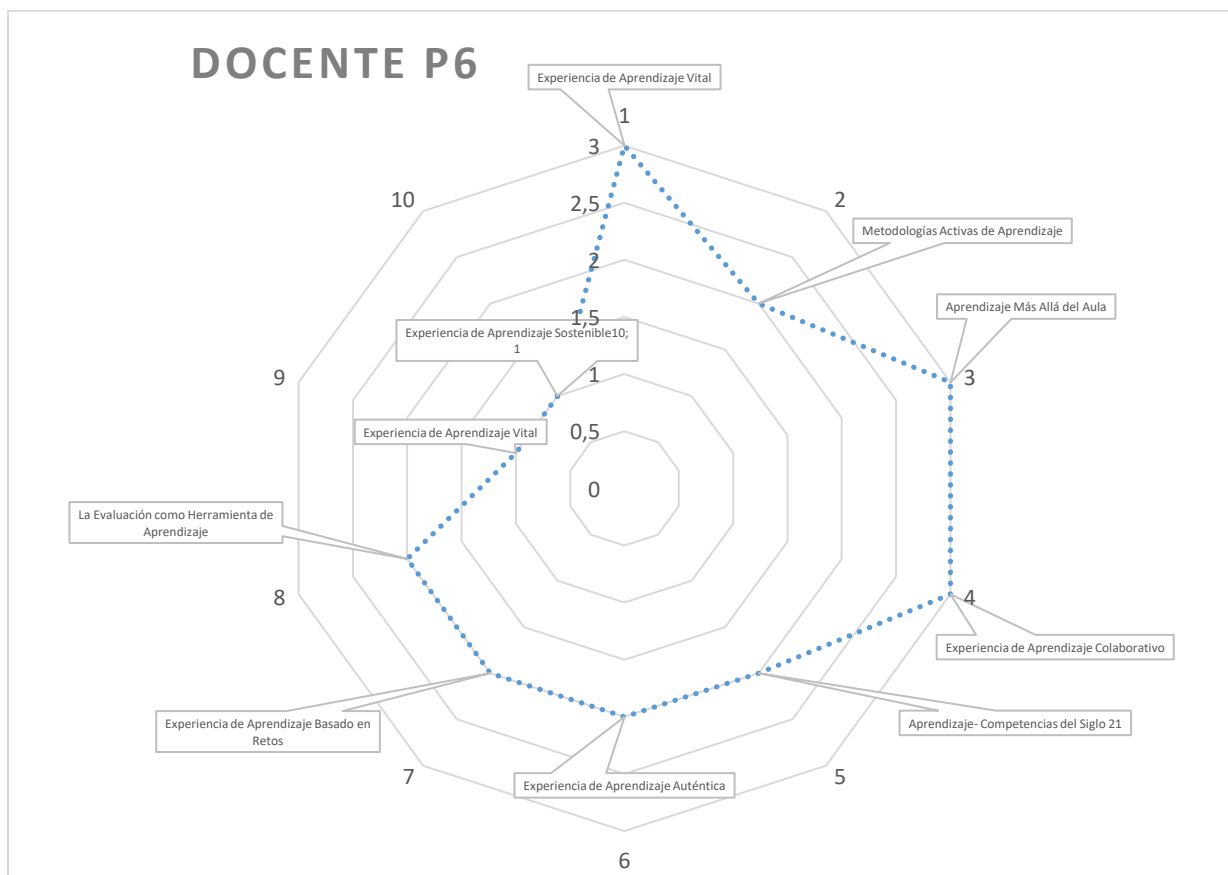 DOCENTE P6
Experiencia de Aprendizaje Vital
1
3
10
2
2,5
Metodologías Activas de Aprendizaje
2
Aprendizaje Más Allá del Aula
1,5
Experiencia de Aprendizaje Sostenible10;
1
9
3
1
Experiencia de Aprendizaje Vital
0,5
0
La Evaluación como Herramienta de
Aprendizaje
8
4
Experiencia de Aprendizaje Colaborativo
Experiencia de Aprendizaje Basado en
Retos
Aprendizaje- Competencias del Siglo 21
7
5
Experiencia de Aprendizaje Auténtica
6